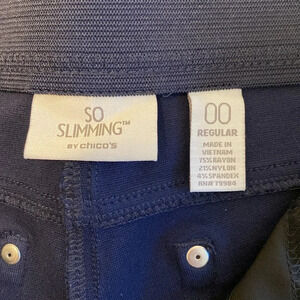 SO
SLIMMING™
BY chico's
00
REGULAR
MADE IN
VIETNAM
75% RAYON
21% NYLON
4% SPANDEX
RN# 79984